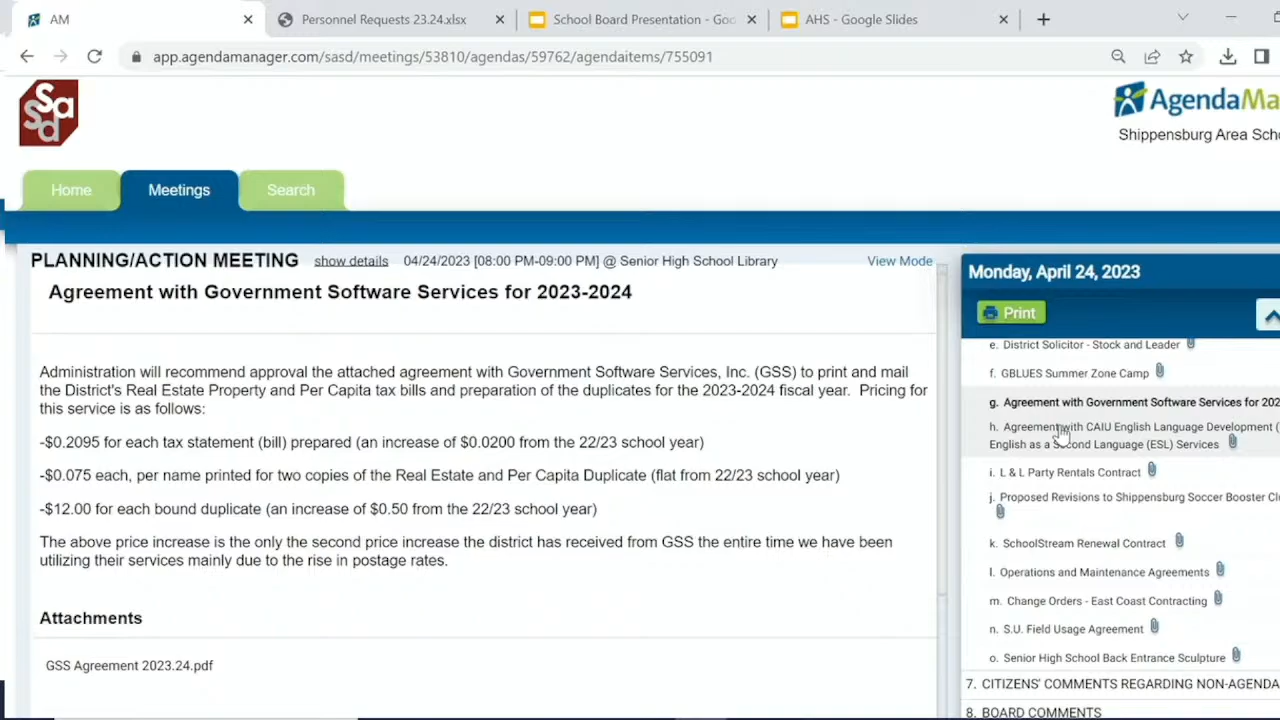 AM
Personnel Requests 23.24.xlsx
School Board Presentation - Goo
AHS - Google Slides
app.agendamanager.com/sasd/meetings/53810/agendas/59762/agendaitems/755091
Sasd
AgendaMa
Shippensburg Area Scho
Home
Meetings
Search
PLANNING/ACTION MEETING show details 04/24/2023 [08:00 PM-09:00 PM] @ Senior High School Library View Mode
Agreement with Government Software Services for 2023-2024
Administration will recommend approval the attached agreement with Government Software Services, Inc. (GSS) to print and mail
the District's Real Estate Property and Per Capita tax bills and preparation of the duplicates for the 2023-2024 fiscal year. Pricing for
this service is as follows:
-$0.2095 for each tax statement (bill) prepared (an increase of $0.0200 from the 22/23 school year)
-$0.075 each, per name printed for two copies of the Real Estate and Per Capita Duplicate (flat from 22/23 school year)
-$12.00 for each bound duplicate (an increase of $0.50 from the 22/23 school year)
The above price increase is the only the second price increase the district has received from GSS the entire time we have been
utilizing their services mainly due to the rise in postage rates.
Attachments
GSS Agreement 2023.24.pdf
Monday, April 24, 2023
Print
e. District Solicitor - Stock and Leader
f. GBLUES Summer Zone Camp
g. Agreement with Government Software Services for 202
h. Agreement with CAIU English Language Development (
English as a Second Language (ESL) Services
i. L & L Party Rentals Contract
j. Proposed Revisions to Shippensburg Soccer Booster Clu
k. SchoolStream Renewal Contract
l. Operations and Maintenance Agreements
m. Change Orders - East Coast Contracting
n. S.U. Field Usage Agreement
o. Senior High School Back Entrance Sculpture
7. CITIZENS' COMMENTS REGARDING NON-AGENDA
8. BOARD COMMENTS